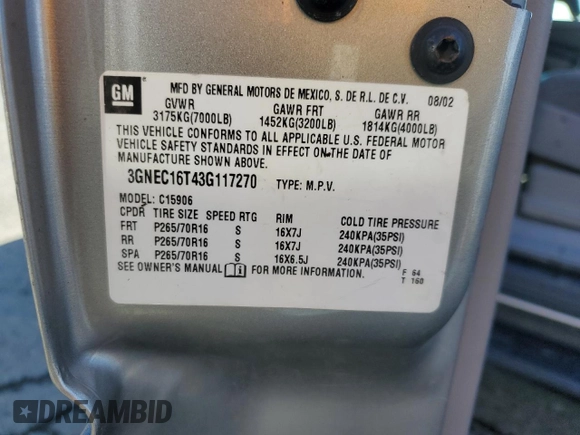 GM
MFD BY GENERAL MOTORS DE MEXICO, S. DE R.L. DE C.V. 08/02
GVWR GAWR FRT GAWR RR
3175KG(7000LB) 1452KG(3200LB) 1814KG(4000LB)
THIS VEHICLE CONFORMS TO ALL APPLICABLE U.S. FEDERAL MOTOR
VEHICLE SAFETY STANDARDS IN EFFECT ON THE DATE OF
MANUFACTURE SHOWN ABOVE.
3GNEC16T43G117270 TYPE: M.P.V.
MODEL: C15906
CPDR TIRE SIZE SPEED RTG RIM COLD TIRE PRESSURE
FRT P265/70R16 S 16X7J 240KPA(35PSI)
RR P265/70R16 S 16X7J 240KPA(35PSI)
SPA P265/70R16 S 16X6.5J 240KPA(35PSI)
SEE OWNER'S MANUAL FOR MORE INFORMATION. F 64
T 160
DREAMBID